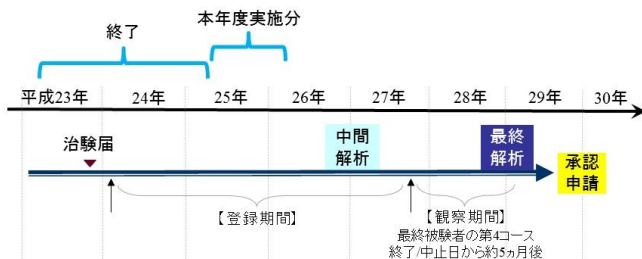 終了
本年度実施分
平成23年 24年 25年 26年 27年 28年 29年 30年
治験届
中間
解析
最終
解析
承認
申請
【登録期間】
【観察期間】
最終被験者の第4コース
終了/中止日から約5ヵ月後